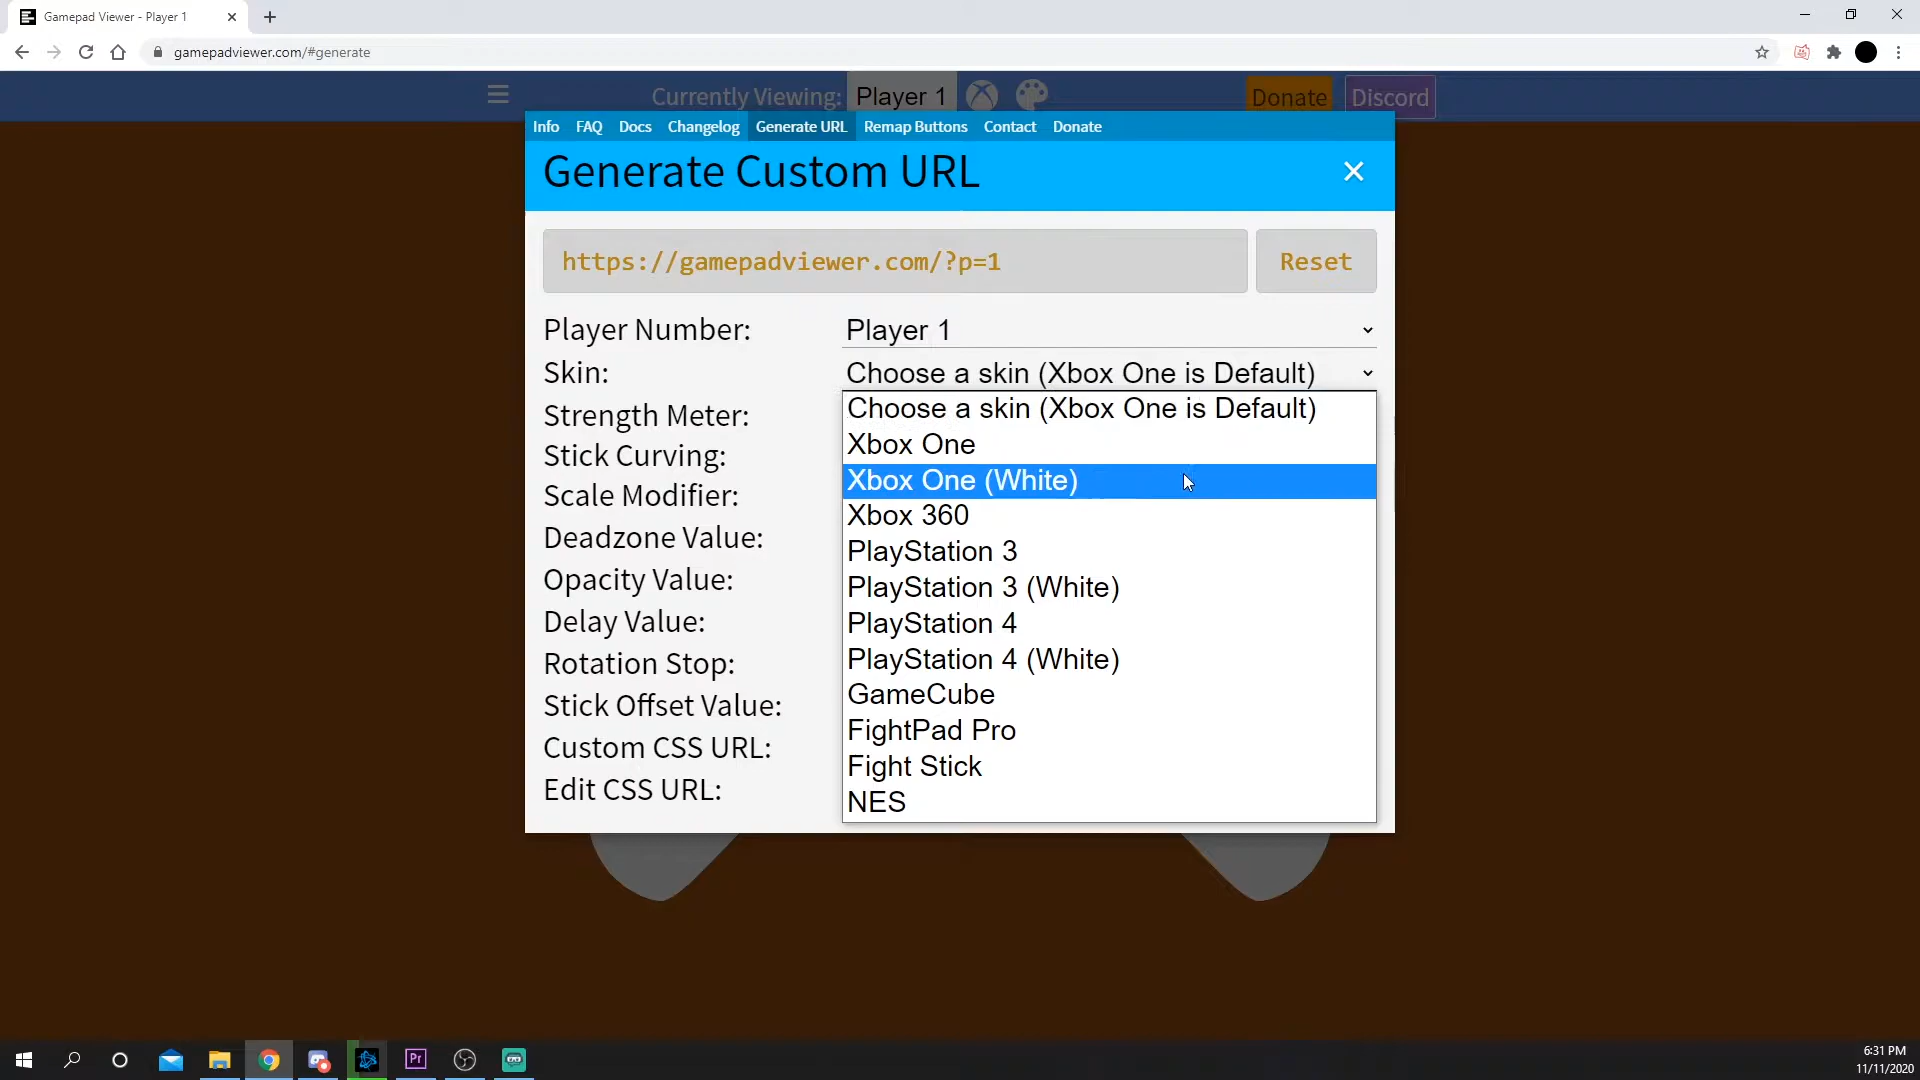 Gamepad Viewer - Player 1
gamepadviewer.com/#generate
Currently Viewing: Player 1
Donate Discord
Info FAQ Docs Changelog Generate URL Remap Buttons Contact Donate
Generate Custom URL
https://gamepadviewer.com/?p=1 Reset
Player Number: Player 1
Skin: Choose a skin (Xbox One is Default)
Choose a skin (Xbox One is Default)
Strength Meter:
Xbox One
Stick Curving:
Xbox One (White)
Scale Modifier:
Xbox 360
Deadzone Value:
PlayStation 3
Opacity Value:
PlayStation 3 (White)
Delay Value:
PlayStation 4
Rotation Stop:
PlayStation 4 (White)
Stick Offset Value:
GameCube
FightPad Pro
Custom CSS URL:
Fight Stick
Edit CSS URL:
NES
Pr
6:31 PM
11/11/2020